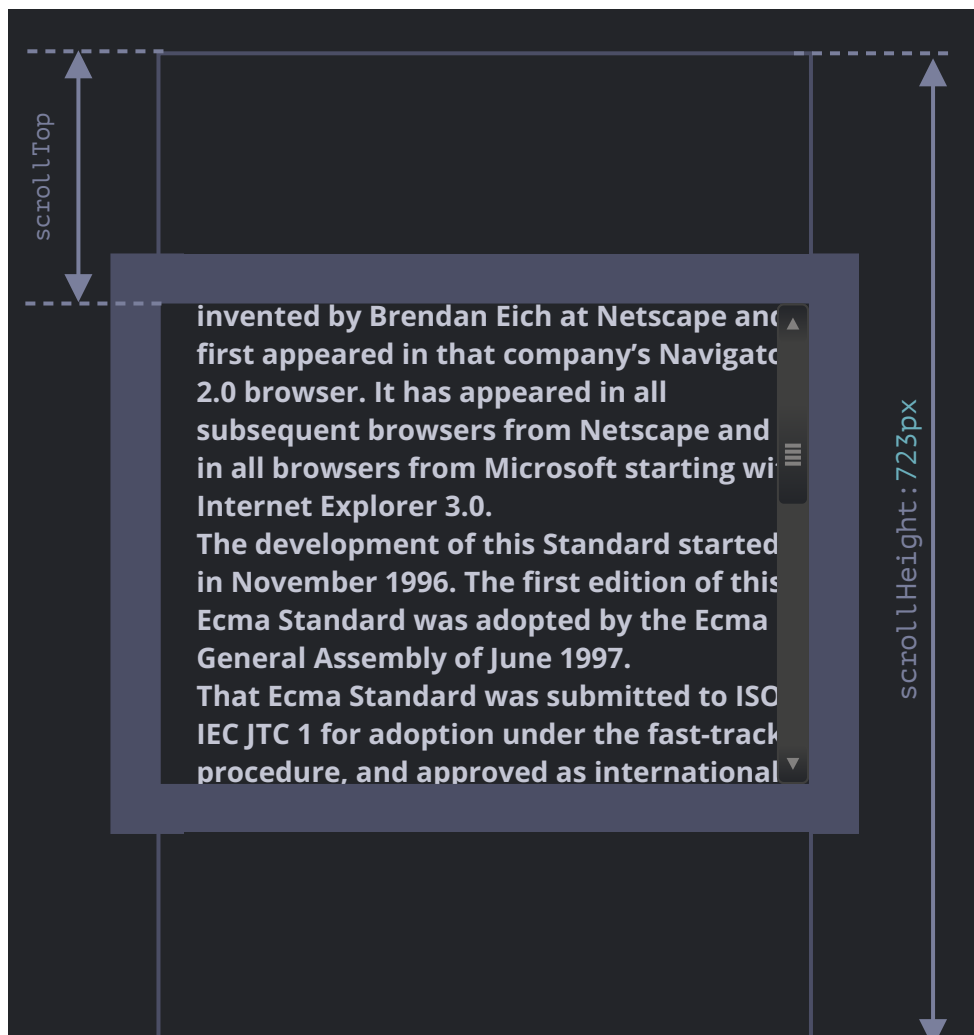 scrollTop
invented by Brendan Eich at Netscape and
first appeared in that company’s Navigato
2.0 browser. It has appeared in all
subsequent browsers from Netscape and
in all browsers from Microsoft starting wi
Internet Explorer 3.0.
The development of this Standard started
in November 1996. The first edition of this
Ecma Standard was adopted by the Ecma
General Assembly of June 1997.
That Ecma Standard was submitted to ISO
IEC JTC 1 for adoption under the fast-track
procedure, and approved as international
scrollHeight:723px